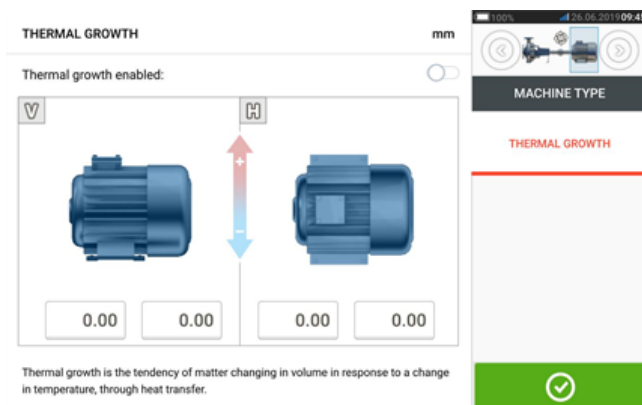 THERMAL GROWTH
mm
Thermal growth enabled:
V
H
+
−
0.00
0.00
0.00
0.00
Thermal growth is the tendency of matter changing in volume in response to a change
in temperature, through heat transfer.
100%
26.06.2019
MACHINE TYPE
THERMAL GROWTH